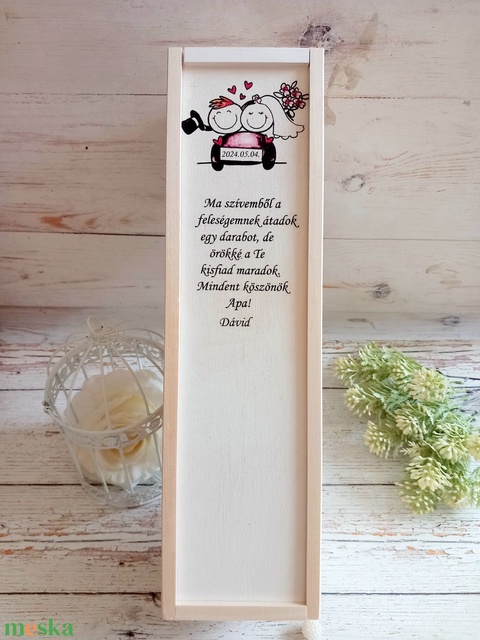 2024.05.04.
Ma szívemből a
feleségemnek átadok
egy darabot, de
örökké a Te
kisfiad maradok.
Mindent köszönök
Apa!
Dávid
meska